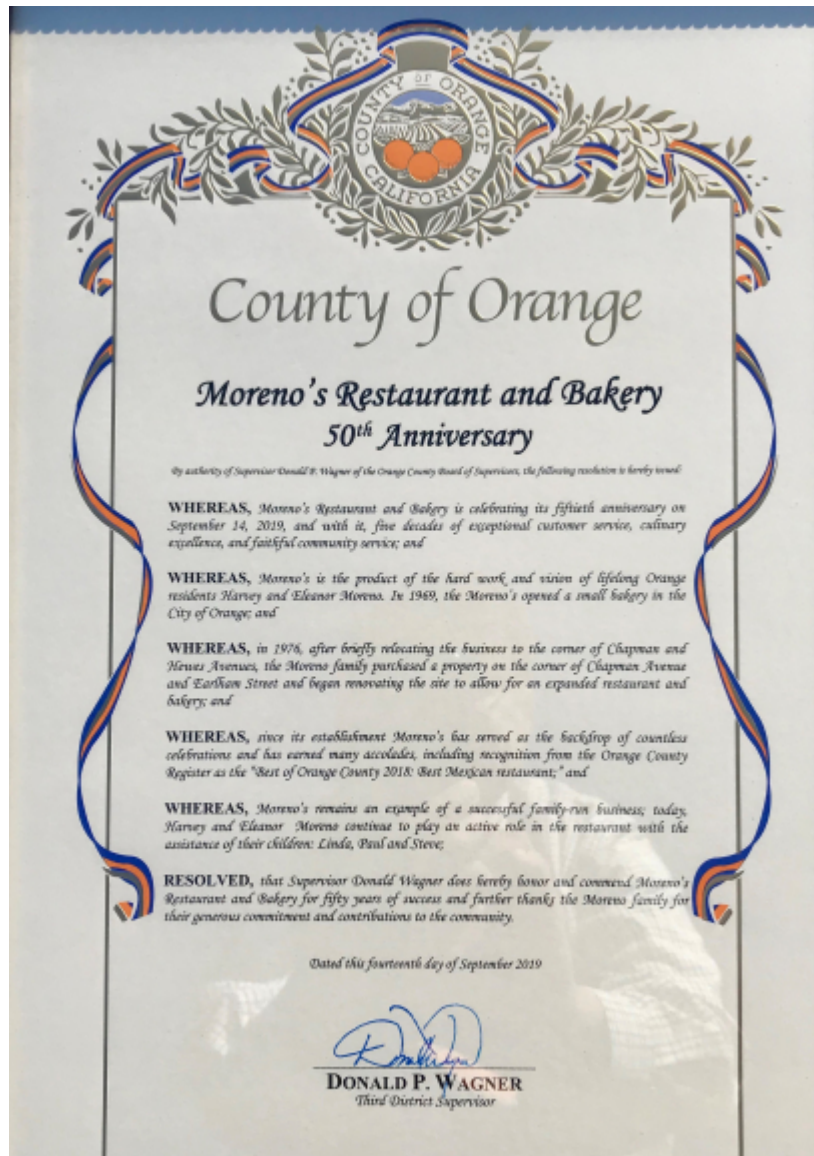 COUNTY OF ORANGE
CALIFORNIA
County of Orange
Moreno's Restaurant and Bakery
50th Anniversary
By authority of Supervisor Donald P. Wagner of the Orange County Board of Supervisors, the following resolution is hereby issued:
WHEREAS, Moreno's Restaurant and Bakery is celebrating its fiftieth anniversary on
September 14, 2019, and with it, five decades of exceptional customer service, culinary
excellence, and faithful community service; and
WHEREAS, Moreno's is the product of the hard work and vision of lifelong Orange
residents Harvey and Eleanor Moreno. In 1969, the Moreno's opened a small bakery in the
City of Orange; and
WHEREAS, in 1976, after briefly relocating the business to the corner of Chapman and
Hewes Avenues, the Moreno family purchased a property on the corner of Chapman Avenue
and Earlham Street and began renovating the site to allow for an expanded restaurant and
bakery; and
WHEREAS, since its establishment Moreno's has served as the backdrop of countless
celebrations and has earned many accolades, including recognition from the Orange County
Register as the "Best of Orange County 2018: Best Mexican restaurant;" and
WHEREAS, Moreno's remains an example of a successful family-run business; today,
Harvey and Eleanor Moreno continue to play an active role in the restaurant with the
assistance of their children: Linda, Paul and Steve;
RESOLVED, that Supervisor Donald Wagner does hereby honor and commend Moreno's
Restaurant and Bakery for fifty years of success and further thanks the Moreno family for
their generous commitment and contributions to the community.
Dated this fourteenth day of September 2019
DONALD P. WAGNER
Third District Supervisor